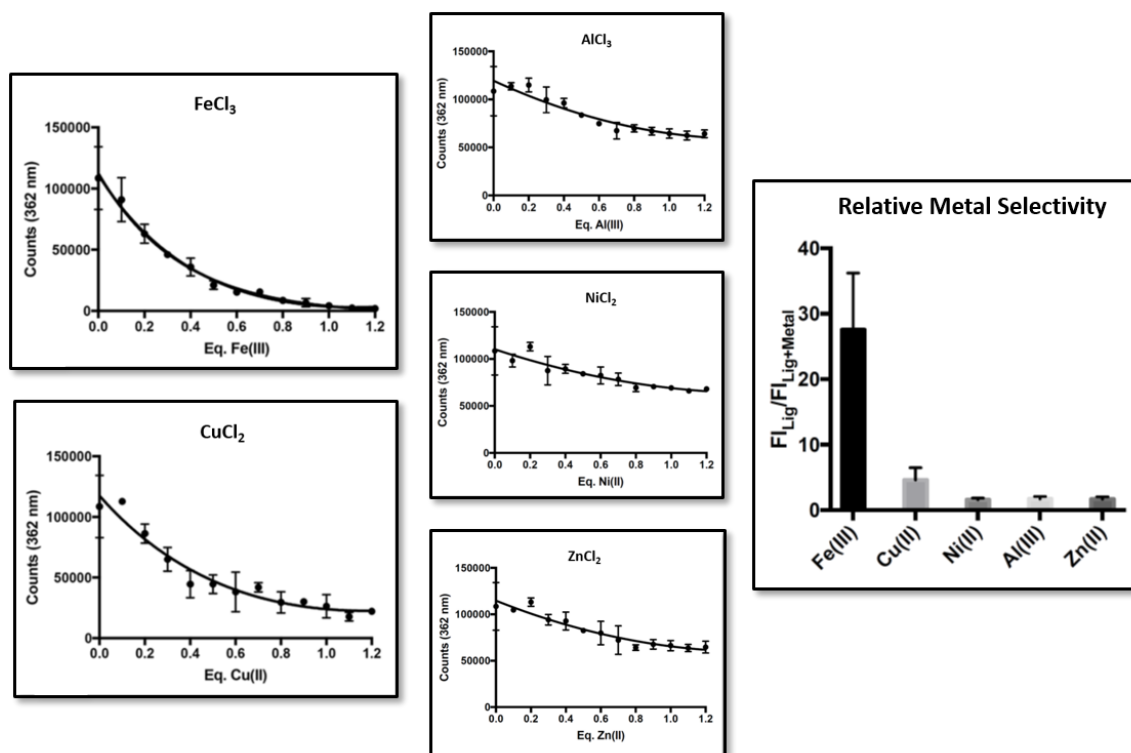 FeCl3
Counts (362 nm)
150000
100000
50000
0
0.0 0.2 0.4 0.6 0.8 1.0 1.2
Eq. Fe(III)
CuCl2
Counts (362 nm)
150000
100000
50000
0
0.0 0.2 0.4 0.6 0.8 1.0 1.2
Eq. Cu(II)
AlCl3
Counts (362 nm)
150000
100000
50000
0
0.0 0.2 0.4 0.6 0.8 1.0 1.2
Eq. Al(III)
NiCl2
Counts (362 nm)
150000
100000
50000
0
0.0 0.2 0.4 0.6 0.8 1.0 1.2
Eq. Ni(II)
ZnCl2
Counts (362 nm)
150000
100000
50000
0
0.0 0.2 0.4 0.6 0.8 1.0 1.2
Eq. Zn(II)
Relative Metal Selectivity
FlLig/FlLig+Metal
40
30
20
10
0
Fe(III) Cu(II) Ni(II) Al(III) Zn(II)